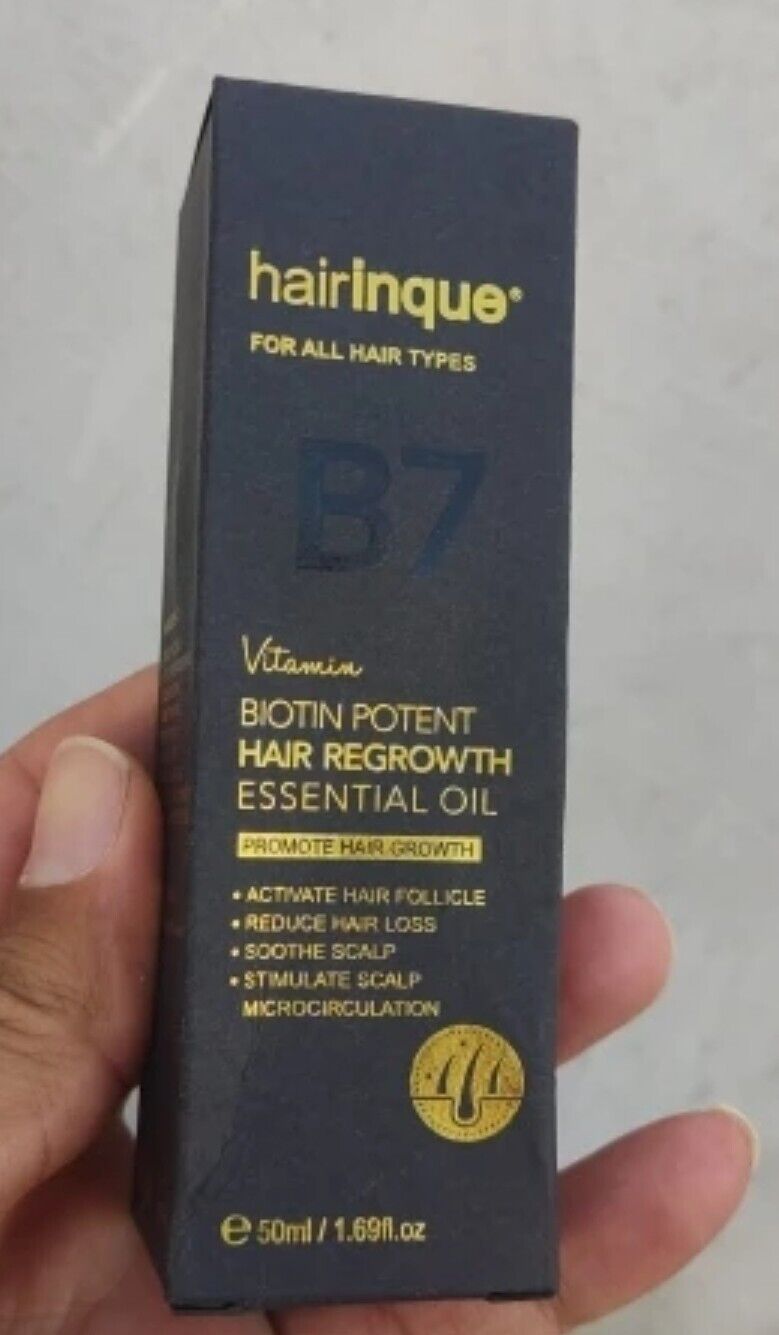 hairinque®
FOR ALL HAIR TYPES
B7
Vitamin
BIOTIN POTENT
HAIR REGROWTH
ESSENTIAL OIL
PROMOTE HAIR GROWTH
• ACTIVATE HAIR FOLLICLE
• REDUCE HAIR LOSS
• SOOTHE SCALP
• STIMULATE SCALP
MICROCIRCULATION
℮ 50ml / 1.69fl.oz